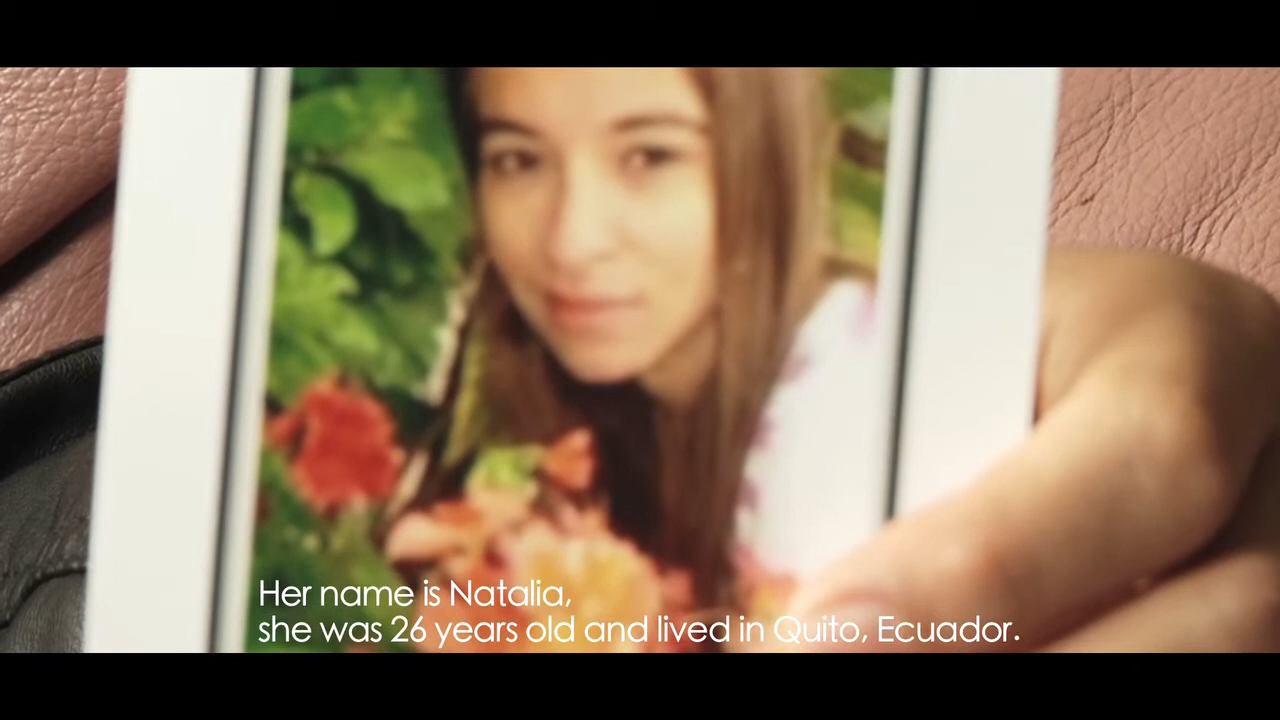 Her name is Natalia,
she was 26 years old and lived in Quito, Ecuador.